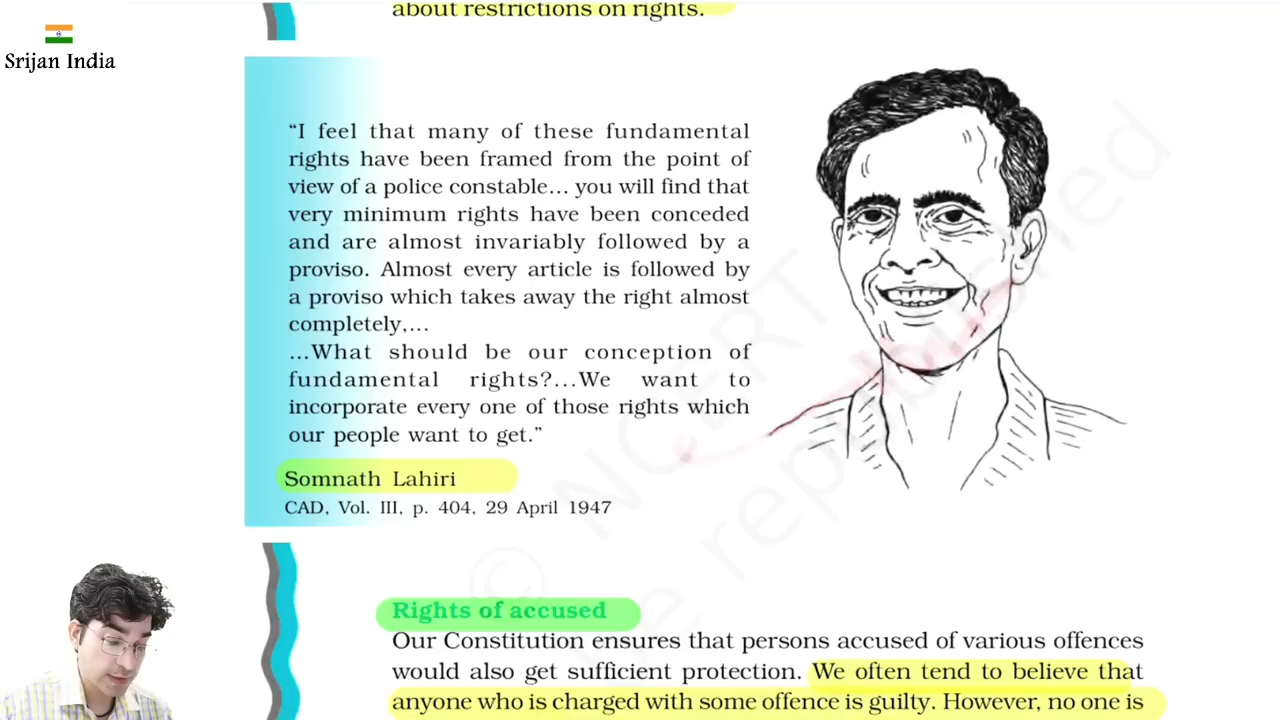 about restrictions on rights.
Srijan India
“I feel that many of these fundamental
rights have been framed from the point of
view of a police constable... you will find that
very minimum rights have been conceded
and are almost invariably followed by a
proviso. Almost every article is followed by
a proviso which takes away the right almost
completely,...
...What should be our conception of
fundamental rights?...We want to
incorporate every one of those rights which
our people want to get.”
Somnath Lahiri
CAD, Vol. III, p. 404, 29 April 1947
© NCERT
be republished
Rights of accused
Our Constitution ensures that persons accused of various offences
would also get sufficient protection. We often tend to believe that
anyone who is charged with some offence is guilty. However, no one is